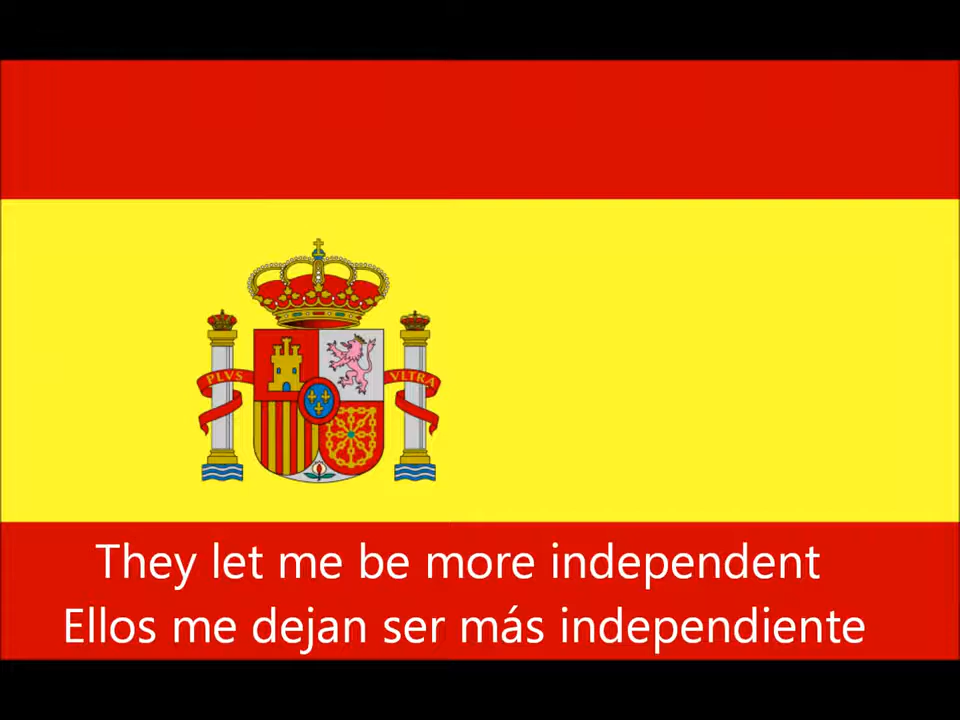 PLVS VLTRA
They let me be more independent
Ellos me dejan ser más independiente